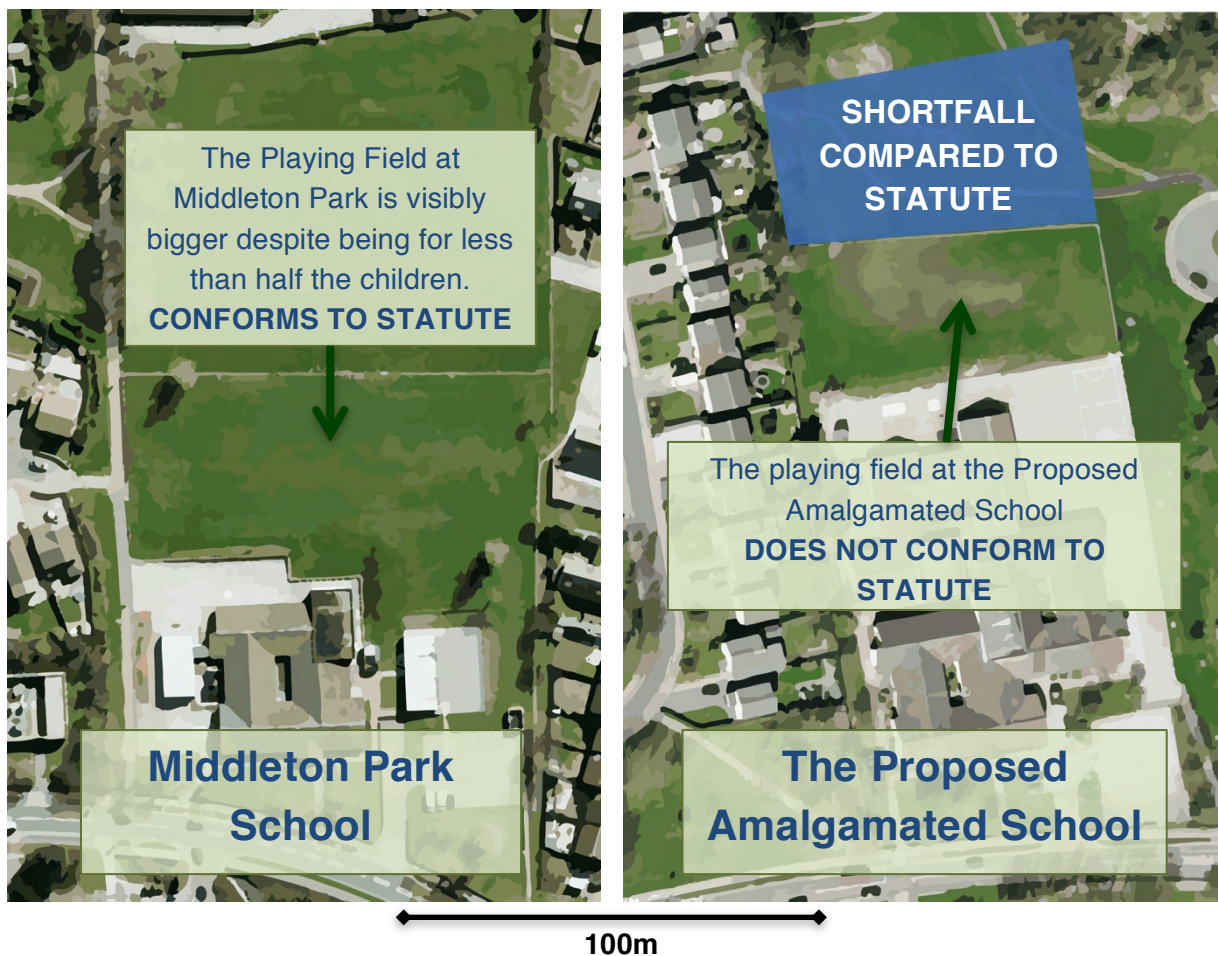 The Playing Field at
Middleton Park is visibly
bigger despite being for less
than half the children.
CONFORMS TO STATUTE
Middleton Park
School
SHORTFALL
COMPARED TO
STATUTE
The playing field at the Proposed
Amalgamated School
DOES NOT CONFORM TO
STATUTE
The Proposed
Amalgamated School
100m